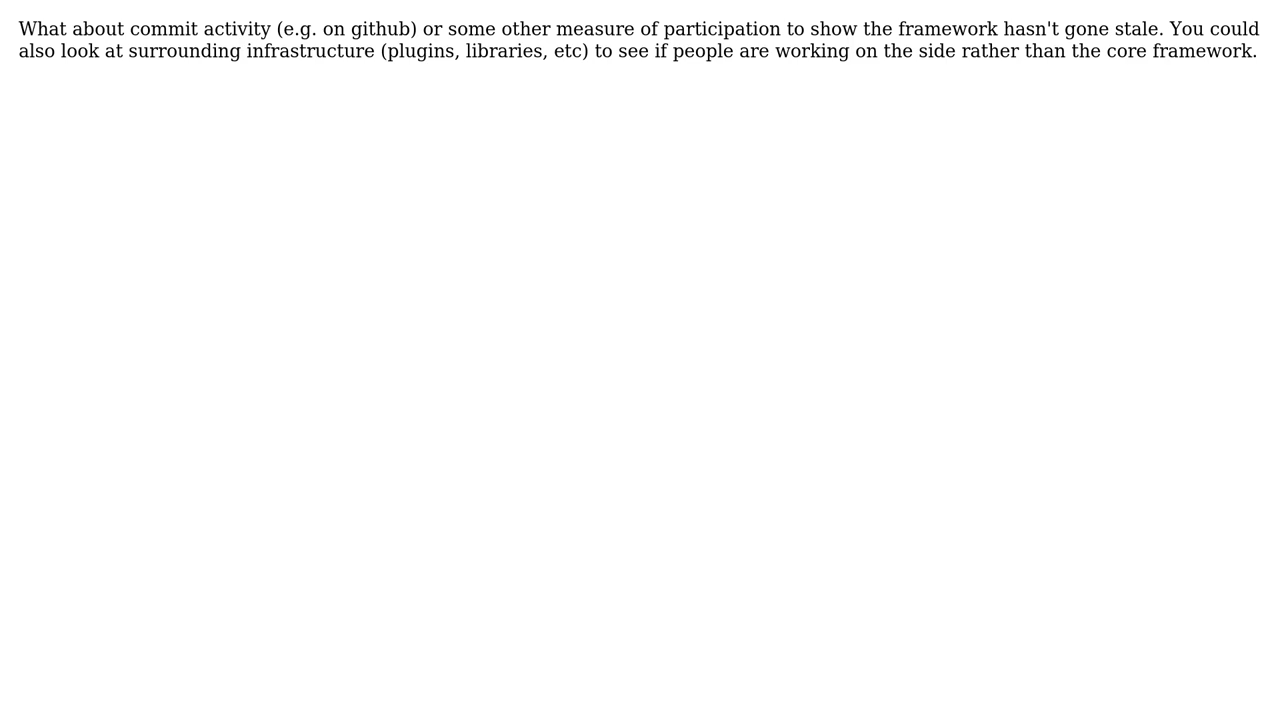 What about commit activity (e.g. on github) or some other measure of participation to show the framework hasn't gone stale. You could
also look at surrounding infrastructure (plugins, libraries, etc) to see if people are working on the side rather than the core framework.